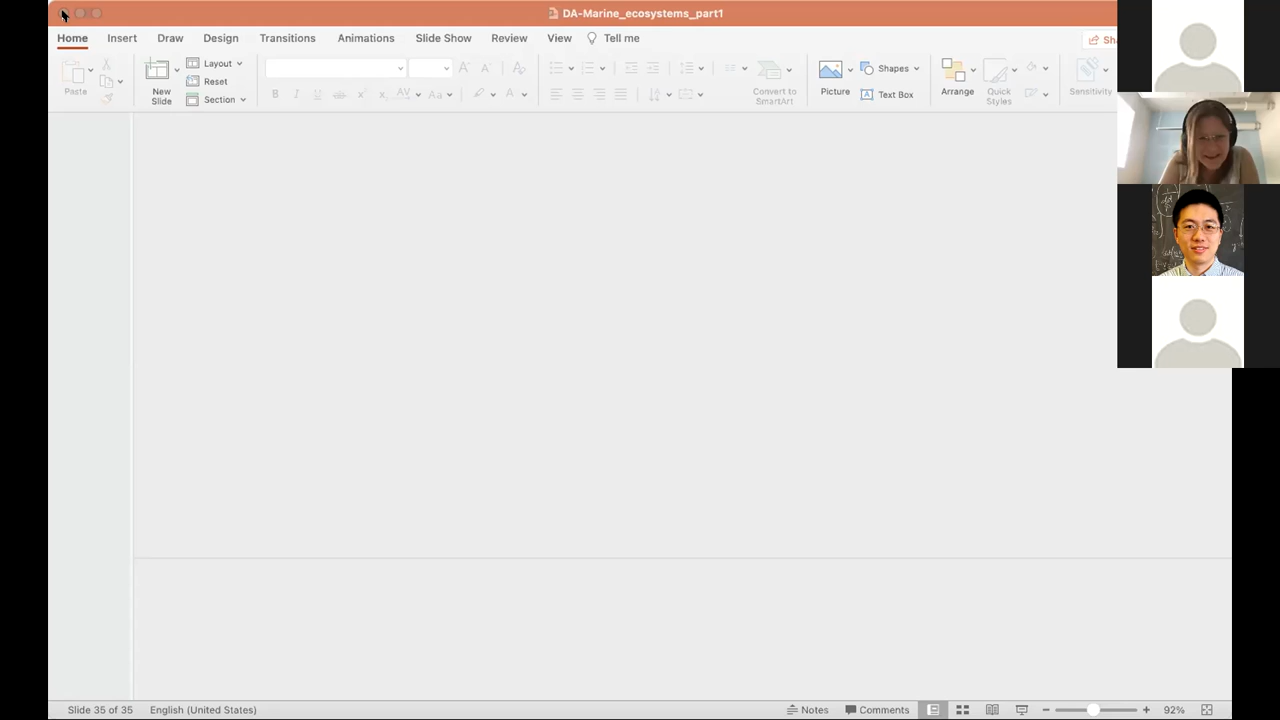 DA-Marine_ecosystems_part1
Home Insert Draw Design Transitions Animations Slide Show Review View Tell me
Paste
New Slide
Layout
Reset
Section
B I U
AV Aa A
Convert to SmartArt
Picture
Shapes
Text Box
Arrange
Quick Styles
Sensitivity
Slide 35 of 35 English (United States) Notes Comments 92%